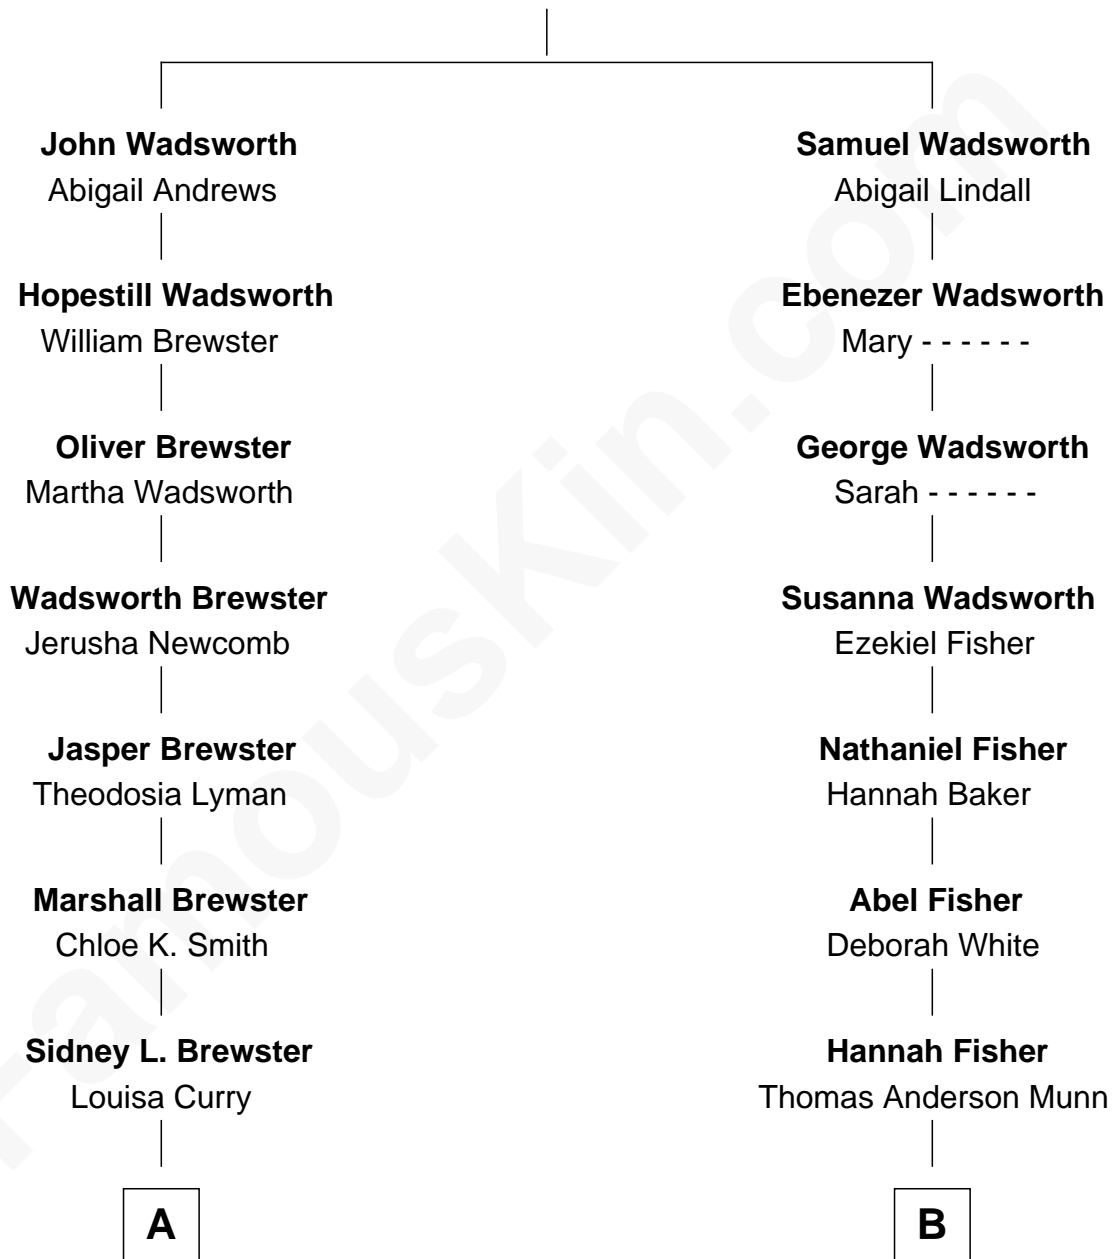 John Wadsworth
Abigail Andrews
Hopestill Wadsworth
William Brewster
Oliver Brewster
Martha Wadsworth
Wadsworth Brewster
Jerusha Newcomb
Jasper Brewster
Theodosia Lyman
Marshall Brewster
Chloe K. Smith
Sidney L. Brewster
Louisa Curry
A
Samuel Wadsworth
Abigail Lindall
Ebenezer Wadsworth
Mary - - - - - -
George Wadsworth
Sarah - - - - - -
Susanna Wadsworth
Ezekiel Fisher
Nathaniel Fisher
Hannah Baker
Abel Fisher
Deborah White
Hannah Fisher
Thomas Anderson Munn
B
FamousKin.com